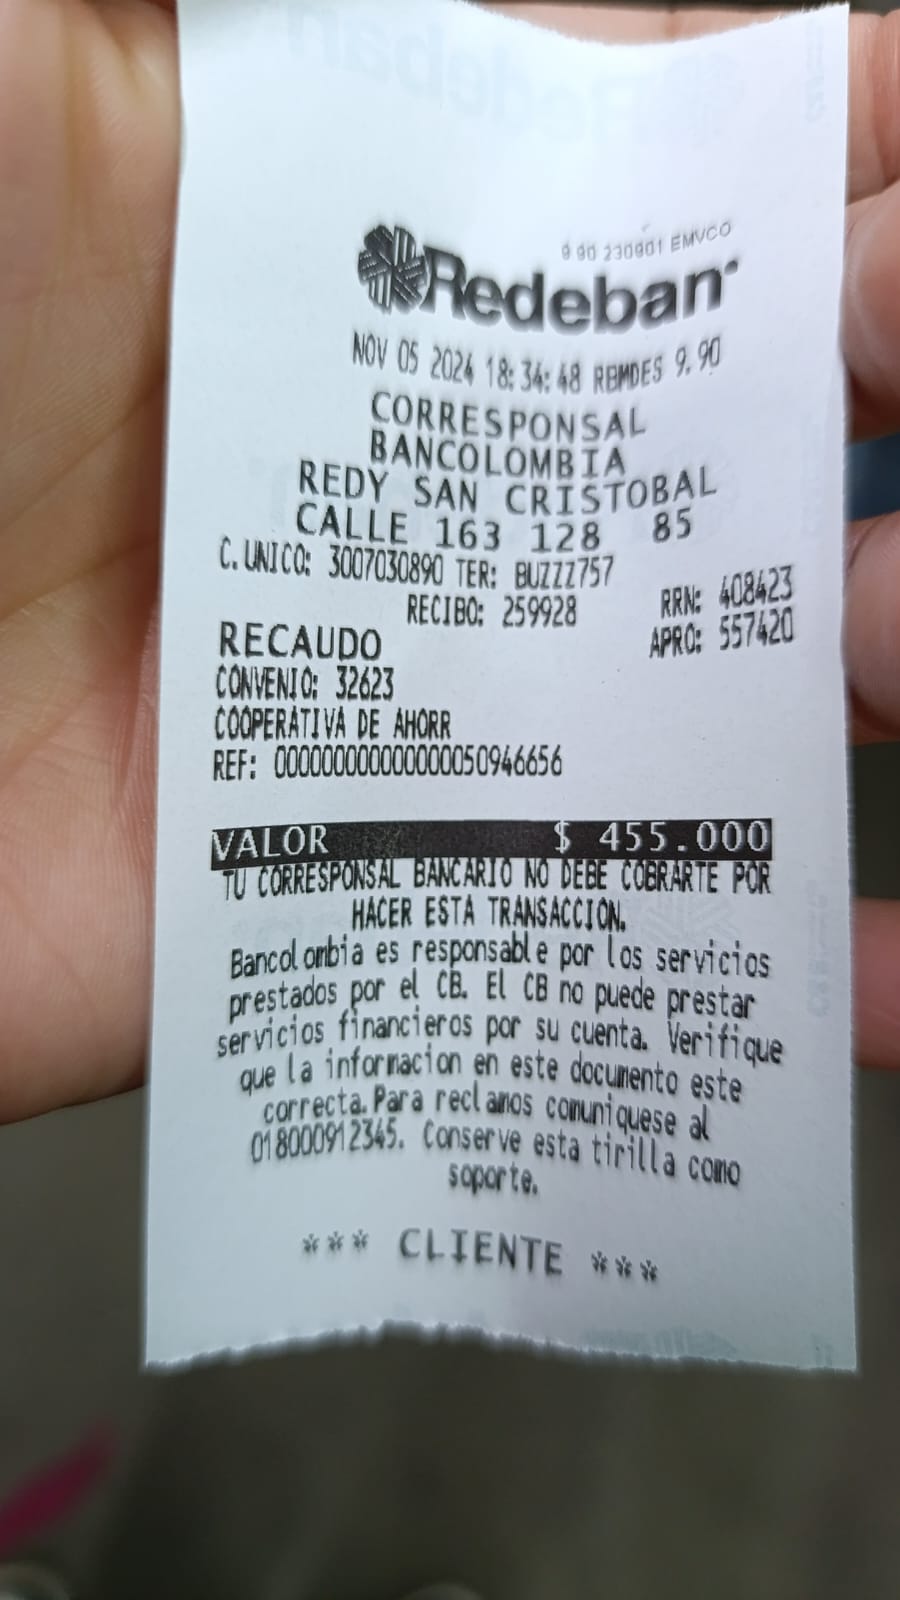 9 90 230901 EMVCO
Redeban
NOV 05 2024 18:34:48 RBMDES 9.90
CORRESPONSAL
BANCOLOMBIA
REDY SAN CRISTOBAL
CALLE 163 128 85
C.UNICO: 3007030890 TER: BUZZZ757
RECIBO: 259928 RRN: 408423
RECAUDO APRO: 557420
CONVENIO: 32623
COOPERATIVA DE AHORR
REF: 000000000000000050946656
VALOR $ 455.000
TU CORRESPONSAL BANCARIO NO DEBE COBRARTE POR
HACER ESTA TRANSACCION.
Bancolombia es responsable por los servicios
prestados por el CB. El CB no puede prestar
servicios financieros por su cuenta. Verifique
que la informacion en este documento este
correcta.Para reclamos comuniquese al
018000912345. Conserve esta tirilla como
soporte.
*** CLIENTE ***